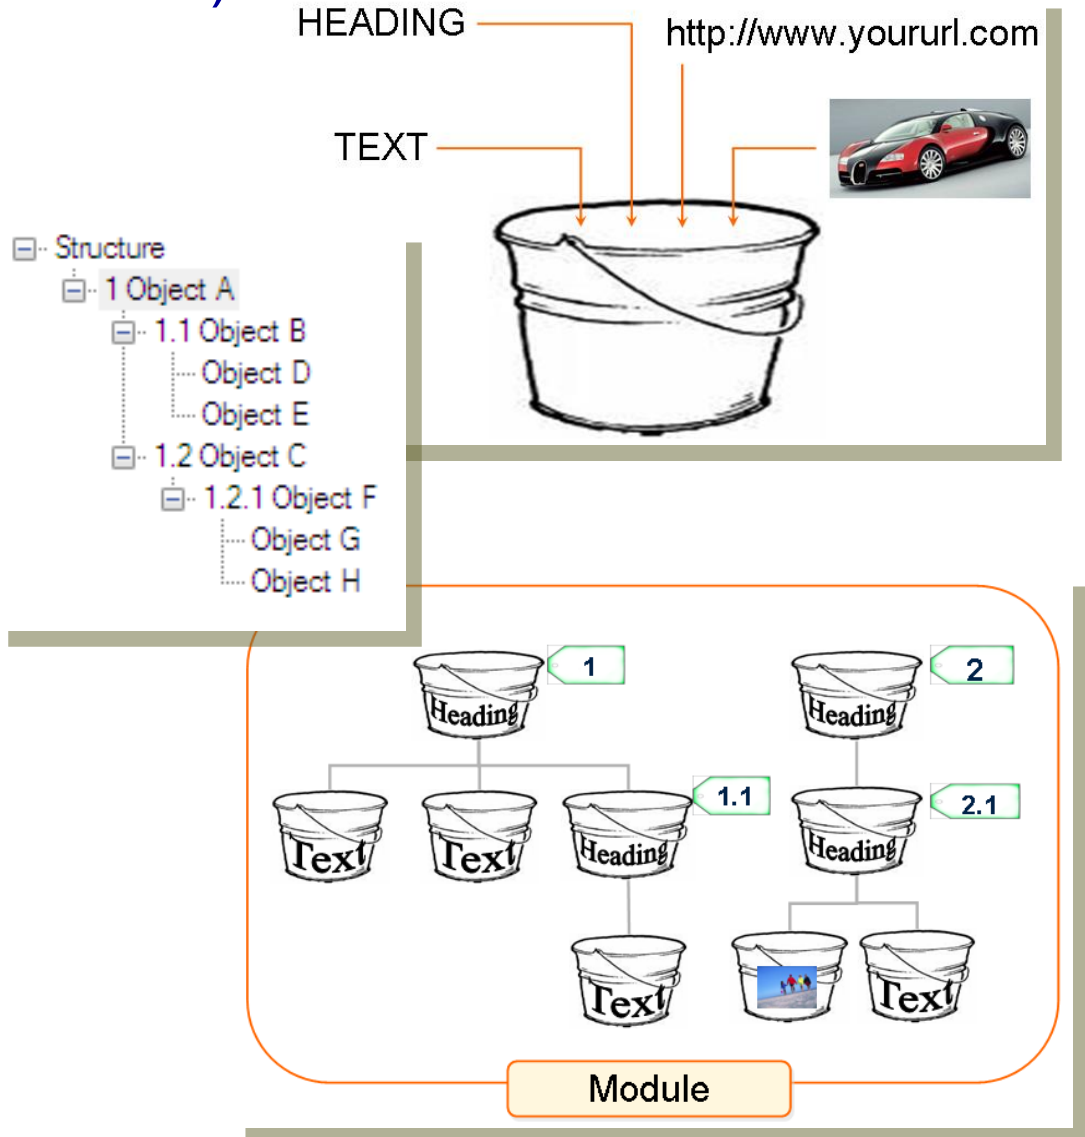 )
HEADING
http://www.yoururl.com
TEXT
Structure
1 Object A
1.1 Object B
Object D
Object E
1.2 Object C
1.2.1 Object F
Object G
Object H
Heading
1
Heading
2
Text
Text
Heading
1.1
Heading
2.1
Text
Text
Module